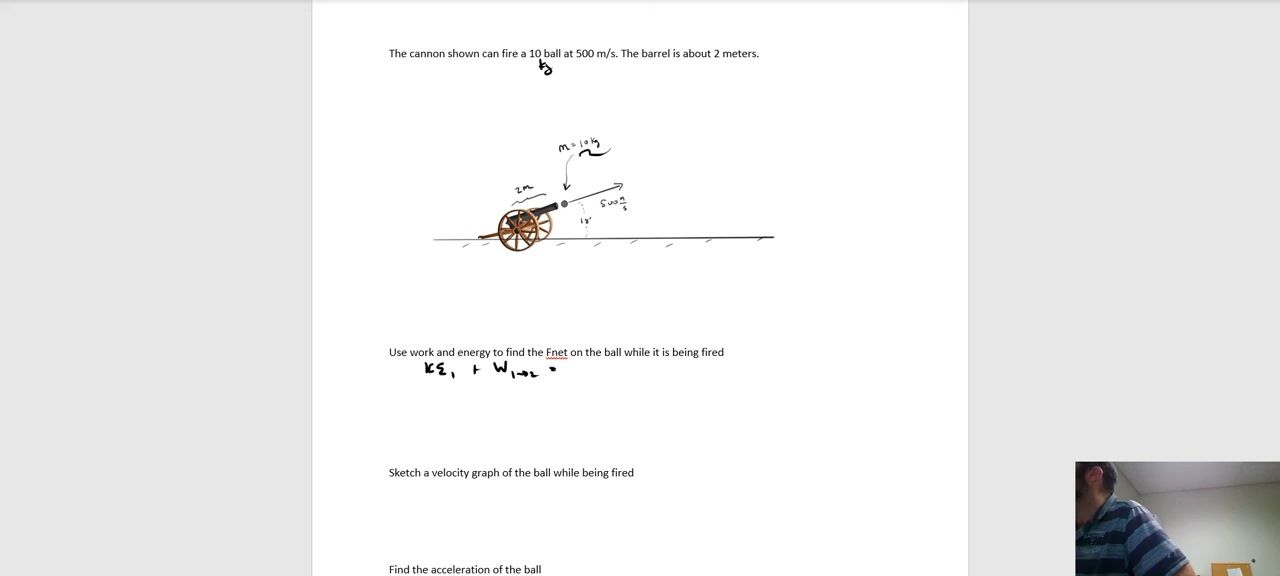 The cannon shown can fire a 10 ball at 500 m/s. The barrel is about 2 meters.
kg
m = 10 kg
2m
500 m/s
Use work and energy to find the Fnet on the ball while it is being fired
KE₁ + W₁→₂ =
Sketch a velocity graph of the ball while being fired
Find the acceleration of the ball